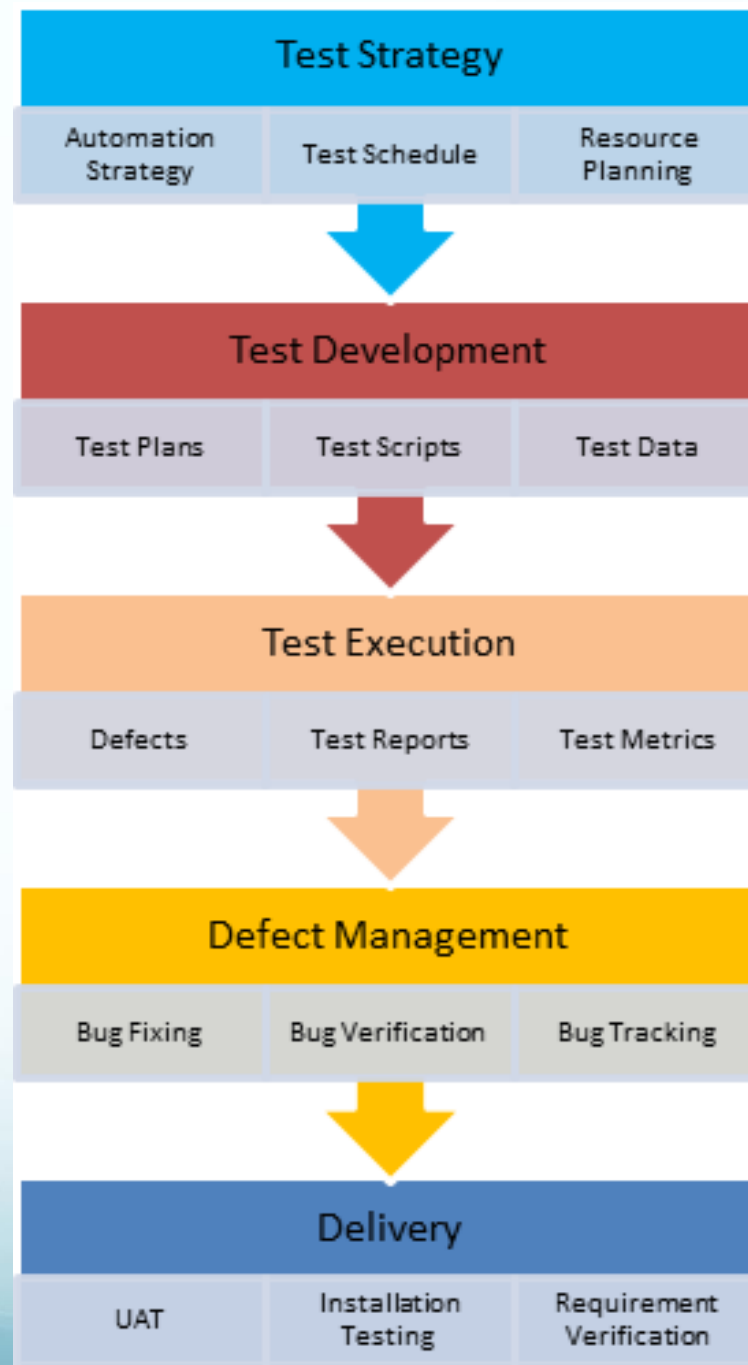 Test Strategy
Automation
Strategy
Test Schedule
Resource
Planning
Test Development
Test Plans
Test Scripts
Test Data
Test Execution
Defects
Test Reports
Test Metrics
Defect Management
Bug Fixing
Bug Verification
Bug Tracking
Delivery
UAT
Installation
Testing
Requirement
Verification